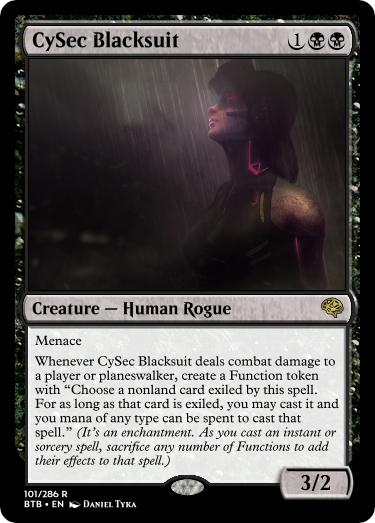 CySec Blacksuit 1
Creature — Human Rogue
Menace
Whenever CySec Blacksuit deals combat damage to
a player or planeswalker, create a Function token
with “Choose a nonland card exiled by this spell.
For as long as that card is exiled, you may cast it and
you mana of any type can be spent to cast that
spell.” (It's an enchantment. As you cast an instant or
sorcery spell, sacrifice any number of Functions to add
their effects to that spell.)
3/2
101/286 R
BTB • EN Daniel Tyka